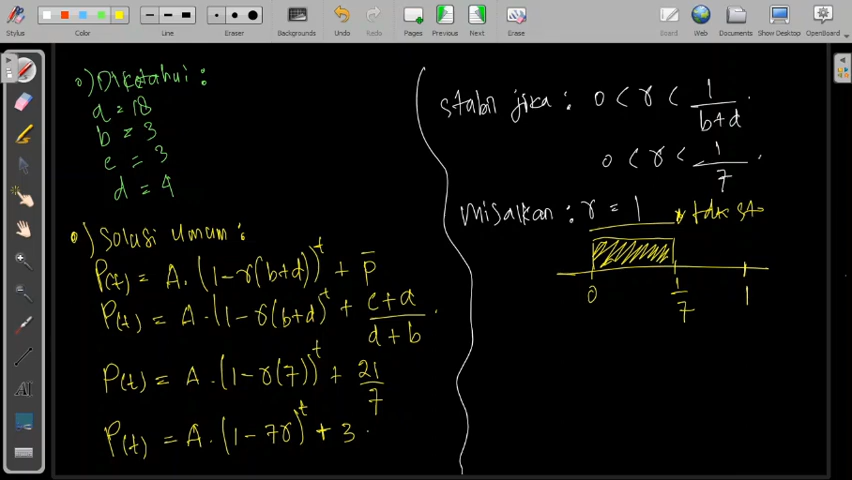 Stylus
Color
Line
Eraser
Backgrounds
Undo
Redo
Pages
Previous
Next
Erase
Board
Web
Documents
Show Desktop
OpenBoard
o) Diketahui :
a = 18
b = 3
c = 3
d = 4
o) Solusi Umum :
P(t) = A. (1 - γ(b+d))^t + P̄
P(t) = A. (1 - γ(b+d)^t + c+a / d+b .
P(t) = A. (1 - γ(7))^t + 21/7
P(t) = A. (1 - 7γ)^t + 3 .
stabil jika : 0 < γ < 1/b+d .
0 < γ < 1/7 .
Misalkan : γ = 1
tdk sta
0 1/7 1